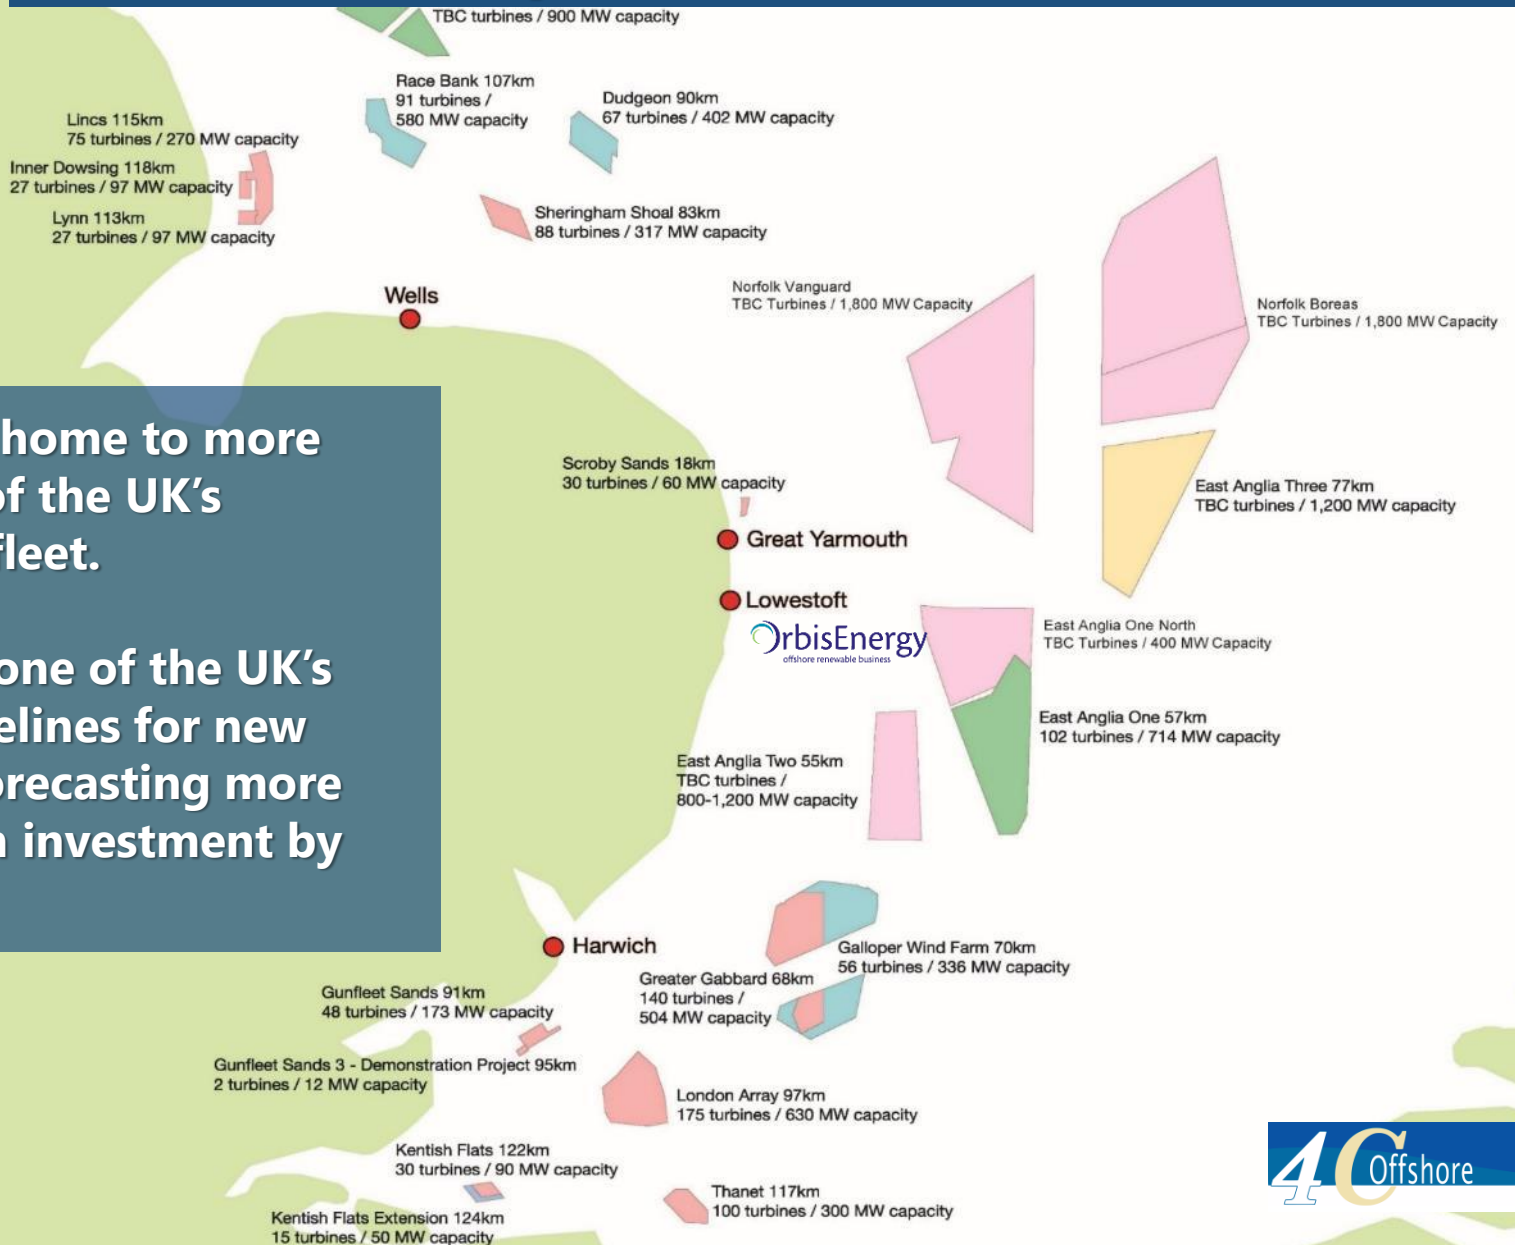 TBC turbines / 900 MW capacity
Race Bank 107km
91 turbines /
580 MW capacity
Dudgeon 90km
67 turbines / 402 MW capacity
Lincs 115km
75 turbines / 270 MW capacity
Inner Dowsing 118km
27 turbines / 97 MW capacity
Lynn 113km
27 turbines / 97 MW capacity
Sheringham Shoal 83km
88 turbines / 317 MW capacity
Wells
Norfolk Vanguard
TBC Turbines / 1,800 MW Capacity
Norfolk Boreas
TBC Turbines / 1,800 MW Capacity
home to more
of the UK's
fleet.
one of the UK's
elines for new
orecasting more
n investment by
Scroby Sands 18km
30 turbines / 60 MW capacity
East Anglia Three 77km
TBC turbines / 1,200 MW capacity
Great Yarmouth
Lowestoft
OrbisEnergy
offshore renewable business
East Anglia One North
TBC Turbines / 400 MW Capacity
East Anglia One 57km
102 turbines / 714 MW capacity
East Anglia Two 55km
TBC turbines /
800-1,200 MW capacity
Harwich
Galloper Wind Farm 70km
56 turbines / 336 MW capacity
Greater Gabbard 68km
140 turbines /
504 MW capacity
Gunfleet Sands 91km
48 turbines / 173 MW capacity
Gunfleet Sands 3 - Demonstration Project 95km
2 turbines / 12 MW capacity
London Array 97km
175 turbines / 630 MW capacity
Kentish Flats 122km
30 turbines / 90 MW capacity
Thanet 117km
100 turbines / 300 MW capacity
Kentish Flats Extension 124km
15 turbines / 50 MW capacity
4C Offshore